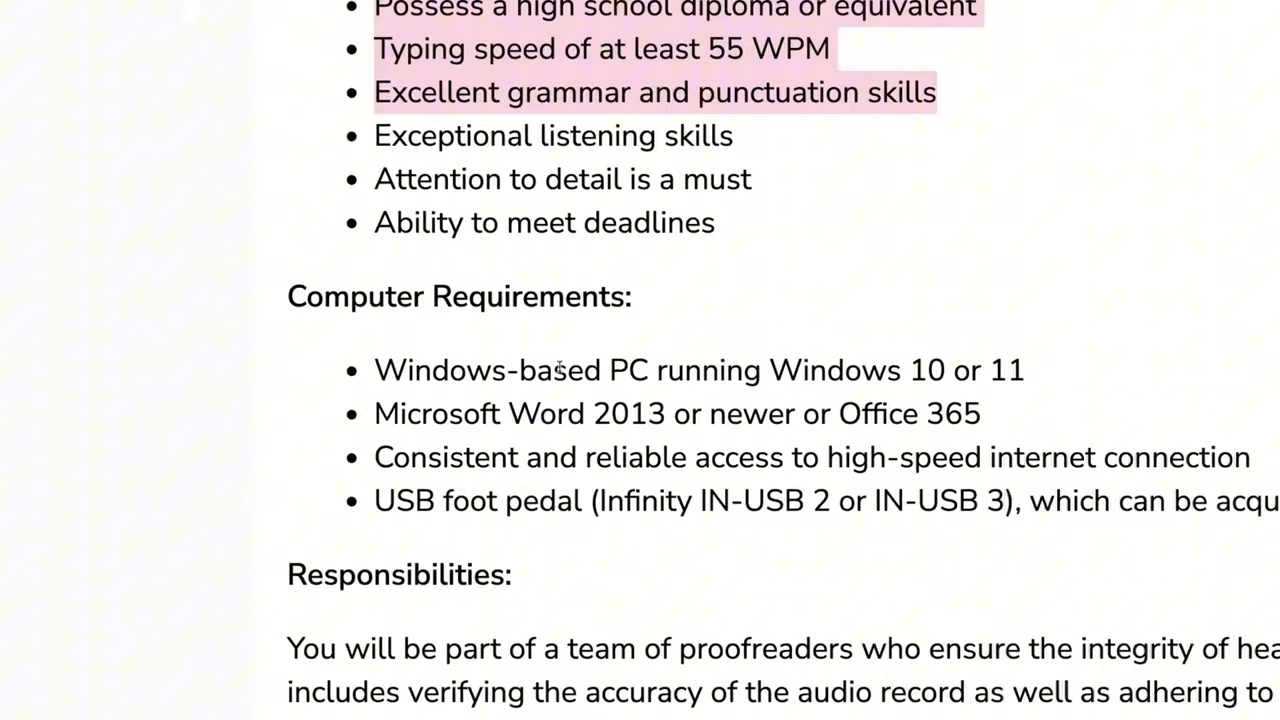 Possess a high school diploma or equivalent
Typing speed of at least 55 WPM
Excellent grammar and punctuation skills
Exceptional listening skills
Attention to detail is a must
Ability to meet deadlines
Computer Requirements:
Windows-based PC running Windows 10 or 11
Microsoft Word 2013 or newer or Office 365
Consistent and reliable access to high-speed internet connection
USB foot pedal (Infinity IN-USB 2 or IN-USB 3), which can be
Responsibilities:
You will be part of a team of proofreaders who ensure the integrity of
includes verifying the accuracy of the audio record as well as adhering to